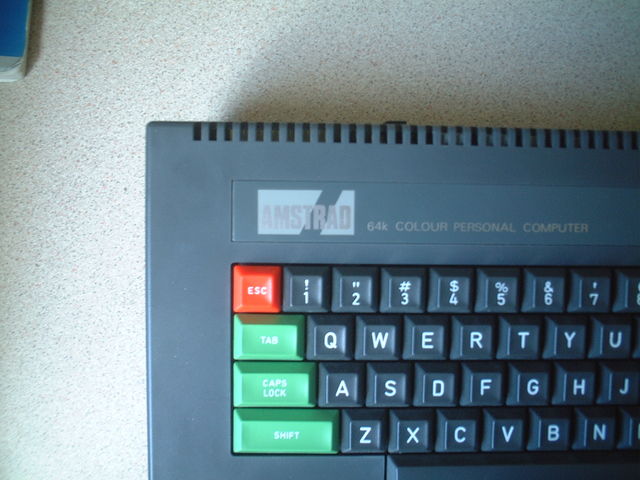 AMSTRAD 64k COLOUR PERSONAL COMPUTER
ESC ! 1 " 2 # 3 $ 4 % 5 & 6 ' 7
TAB Q W E R T Y U
CAPS LOCK A S D F G H J
SHIFT Z X C V B N